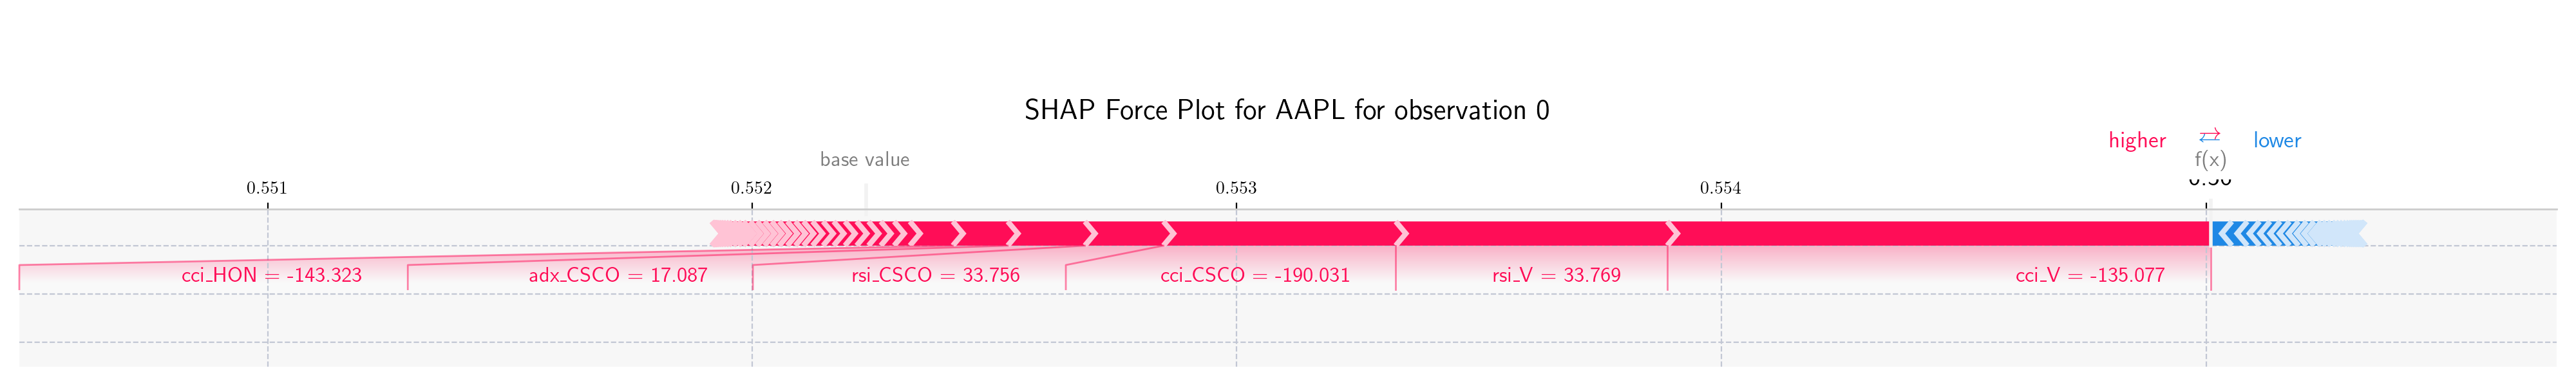 SHAP Force Plot for AAPL for observation 0
higher ⇄ lower
base value f(x)
0.551 0.552 0.553 0.554
cci_HON = -143.323 adx_CSCO = 17.087 rsi_CSCO = 33.756 cci_CSCO = -190.031 rsi_V = 33.769 cci_V = -135.077